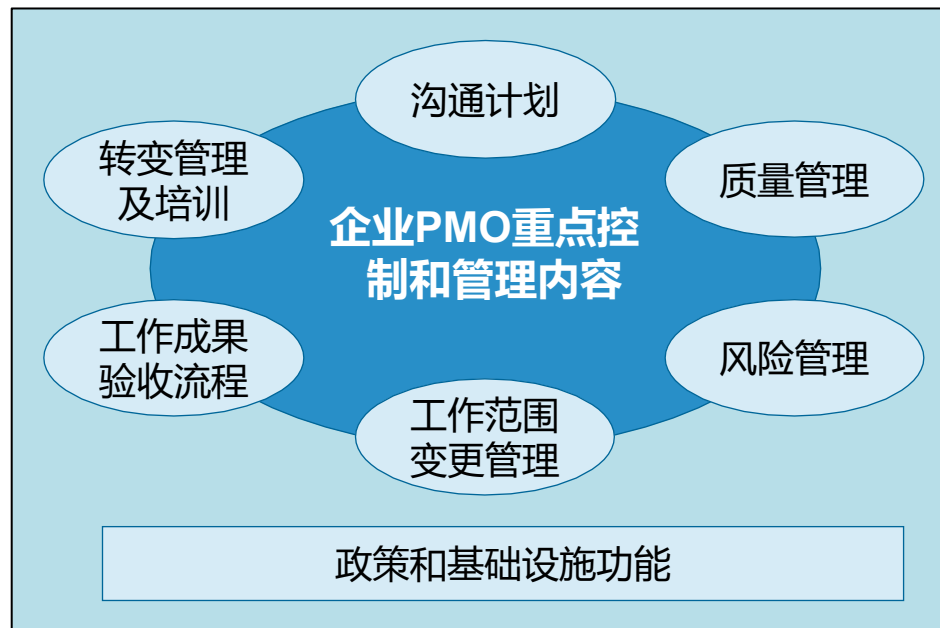 沟通计划
转变管理
及培训
质量管理
企业PMO重点控
制和管理内容
工作成果
验收流程
风险管理
工作范围
变更管理
政策和基础设施功能